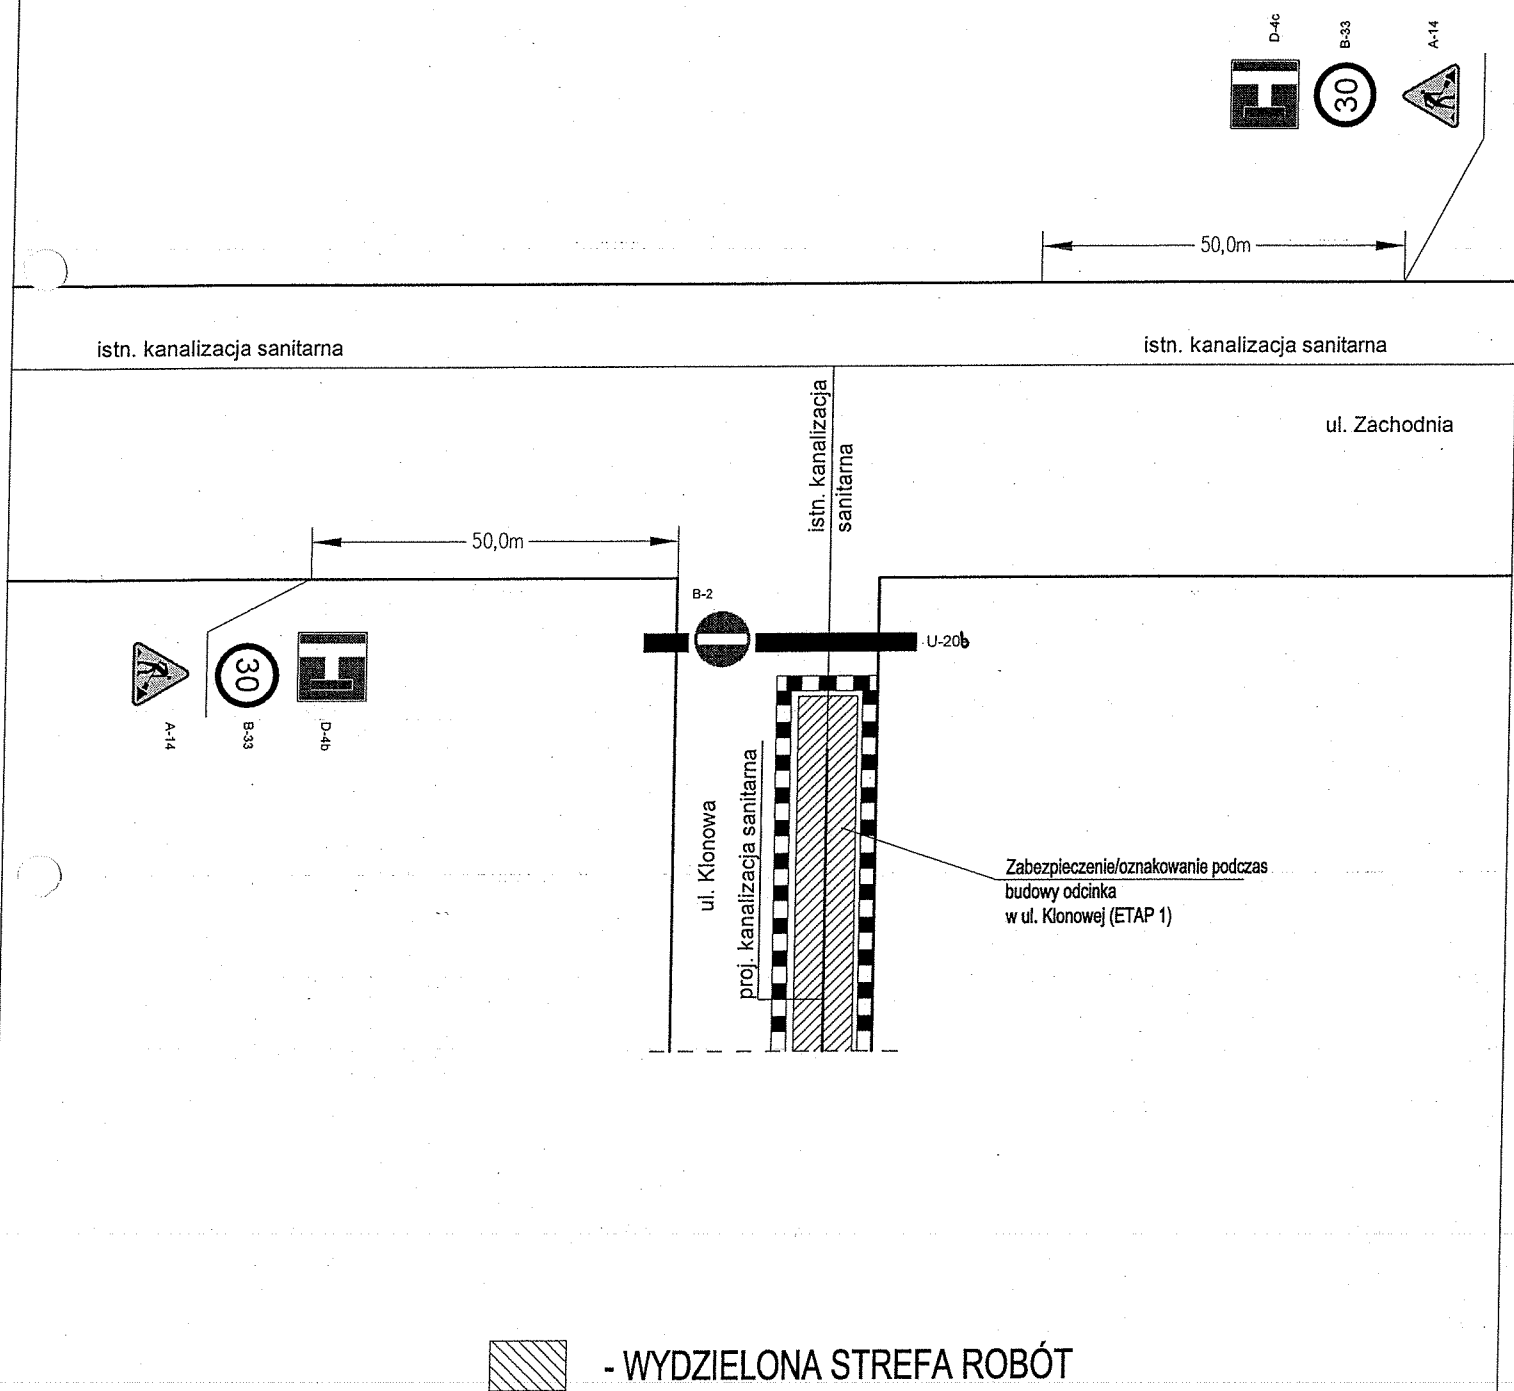 D-4c
B-33
A-14
30
50,0m
istn. kanalizacja sanitarna
istn. kanalizacja sanitarna
ul. Zachodnia
istn. kanalizacja
sanitarna
50,0m
B-2
U-20b
30
A-14
B-33
D-4b
ul. Klonowa
proj. kanalizacja sanitarna
Zabezpieczenie/oznakowanie podczas
budowy odcinka
w ul. Klonowej (ETAP 1)
- WYDZIELONA STREFA ROBÓT